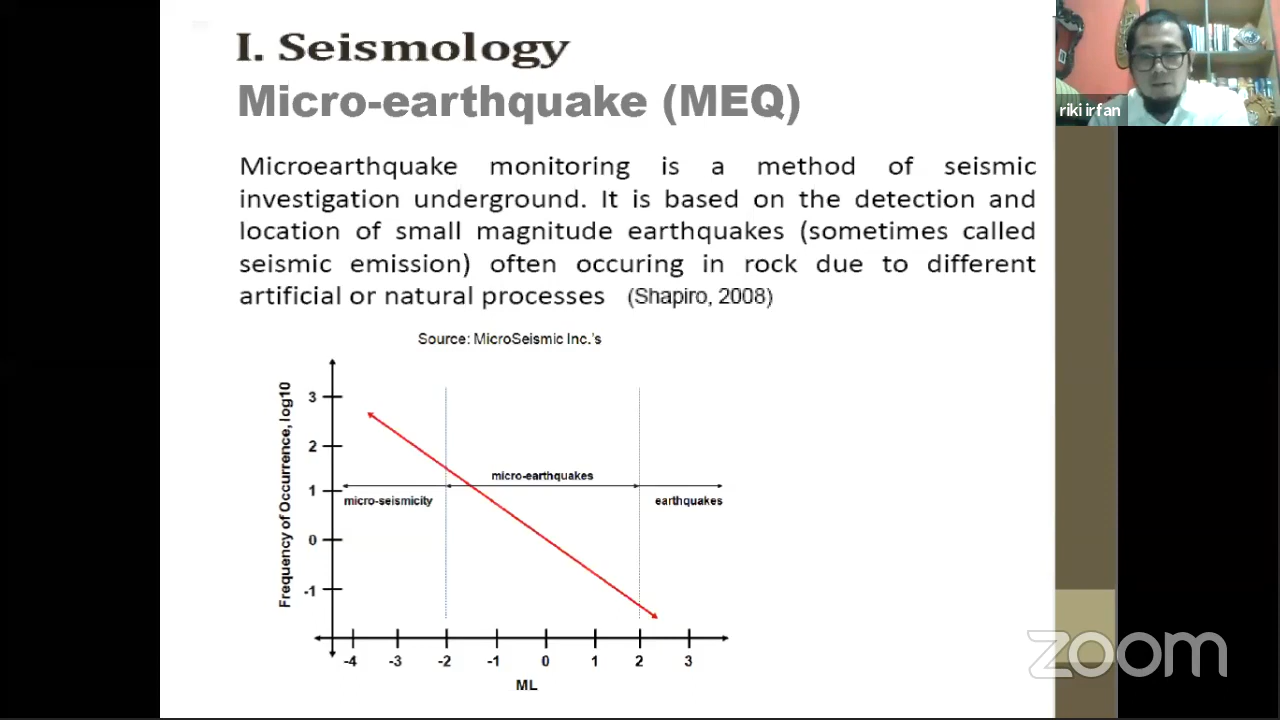 I. Seismology
Micro-earthquake (MEQ)
riki irfan
Microearthquake monitoring is a method of seismic
investigation underground. It is based on the detection and
location of small magnitude earthquakes (sometimes called
seismic emission) often occuring in rock due to different
artificial or natural processes (Shapiro, 2008)
Source: MicroSeismic Inc.'s
Frequency of Occurrence, log10
3
2
1
0
-1
micro-earthquakes
micro-seismicity
earthquakes
-4 -3 -2 -1 0 1 2 3
ML
zoom